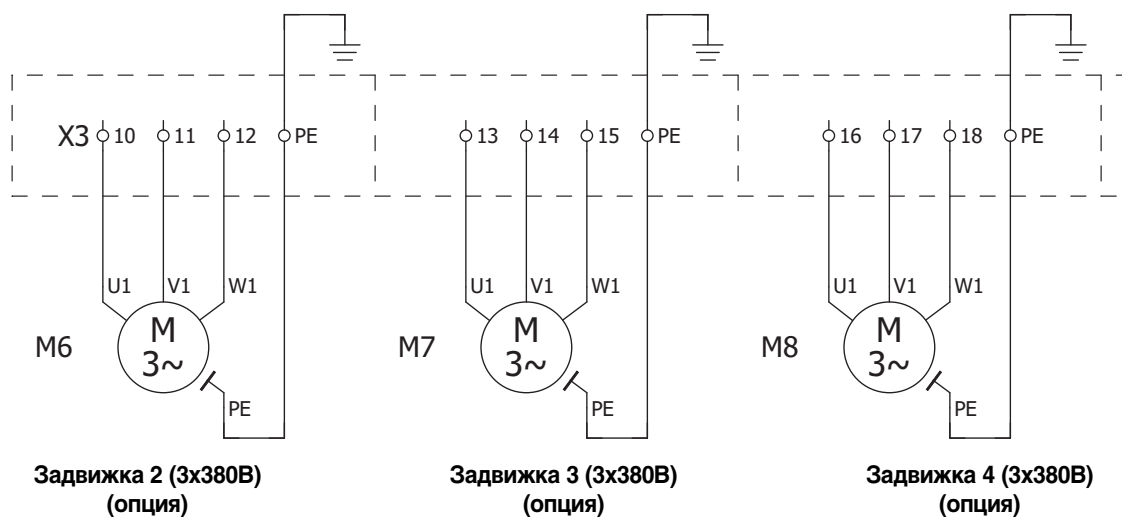 X3 10 11 12 PE 13 14 15 PE 16 17 18 PE
U1 V1 W1 U1 V1 W1 U1 V1 W1
M6 M 3~ M7 M 3~ M8 M 3~
PE PE PE
Задвижка 2 (3х380В)
(опция)
Задвижка 3 (3х380В)
(опция)
Задвижка 4 (3х380В)
(опция)